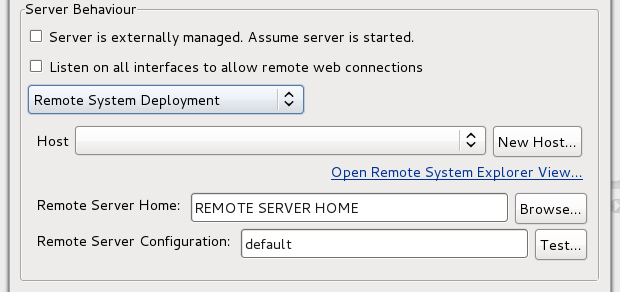 Server Behaviour
Server is externally managed. Assume server is started.
Listen on all interfaces to allow remote web connections
Remote System Deployment
Host New Host...
Open Remote System Explorer View...
Remote Server Home: REMOTE SERVER HOME Browse...
Remote Server Configuration: default Test...